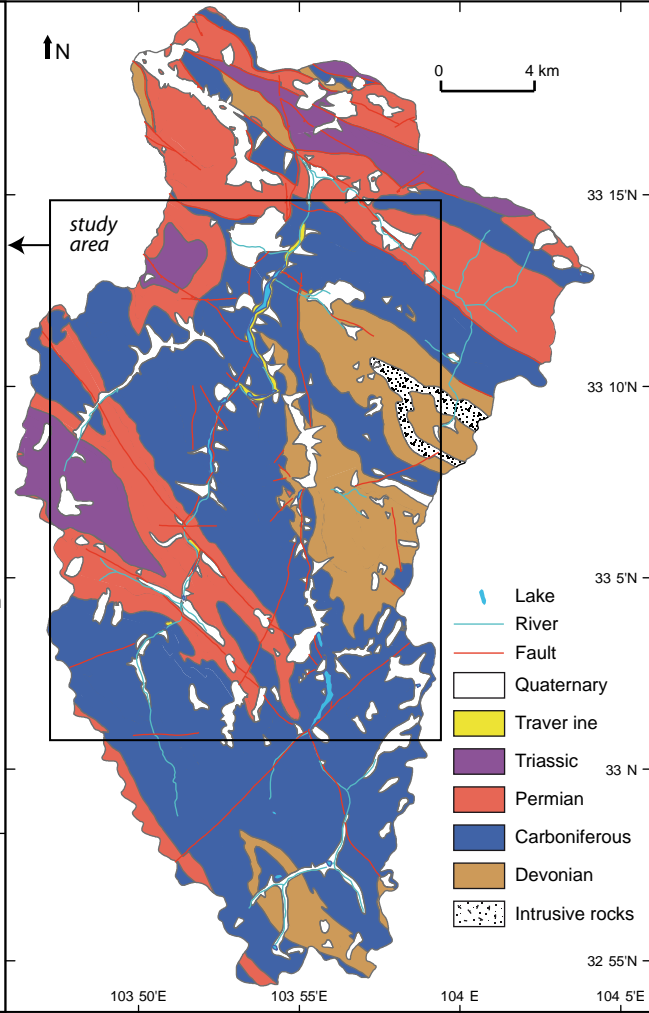 N
0 4 km
33 15'N
study
area
33 10'N
33 5'N
Lake
River
Fault
Quaternary
Traver ine
Triassic
33 N
Permian
Carboniferous
Devonian
Intrusive rocks
32 55'N
103 50'E 103 55'E 104 E 104 5'E